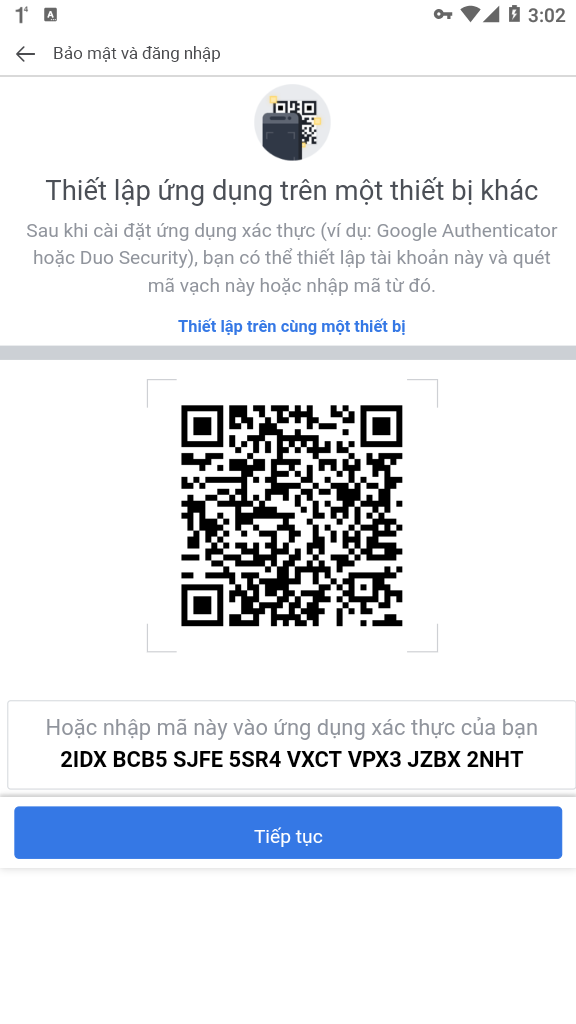 3:02
Bảo mật và đăng nhập
Thiết lập ứng dụng trên một thiết bị khác
Sau khi cài đặt ứng dụng xác thực (ví dụ: Google Authenticator
hoặc Duo Security), bạn có thể thiết lập tài khoản này và quét
mã vạch này hoặc nhập mã từ đó.
Thiết lập trên cùng một thiết bị
Hoặc nhập mã này vào ứng dụng xác thực của bạn
2IDX BCB5 SJFE 5SR4 VXCT VPX3 JZBX 2NHT
Tiếp tục